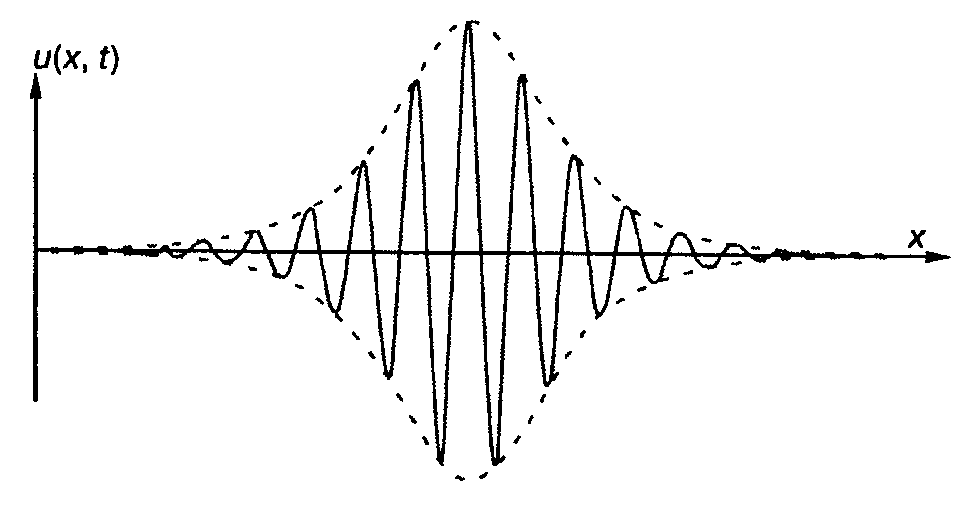 u(x, t)
x